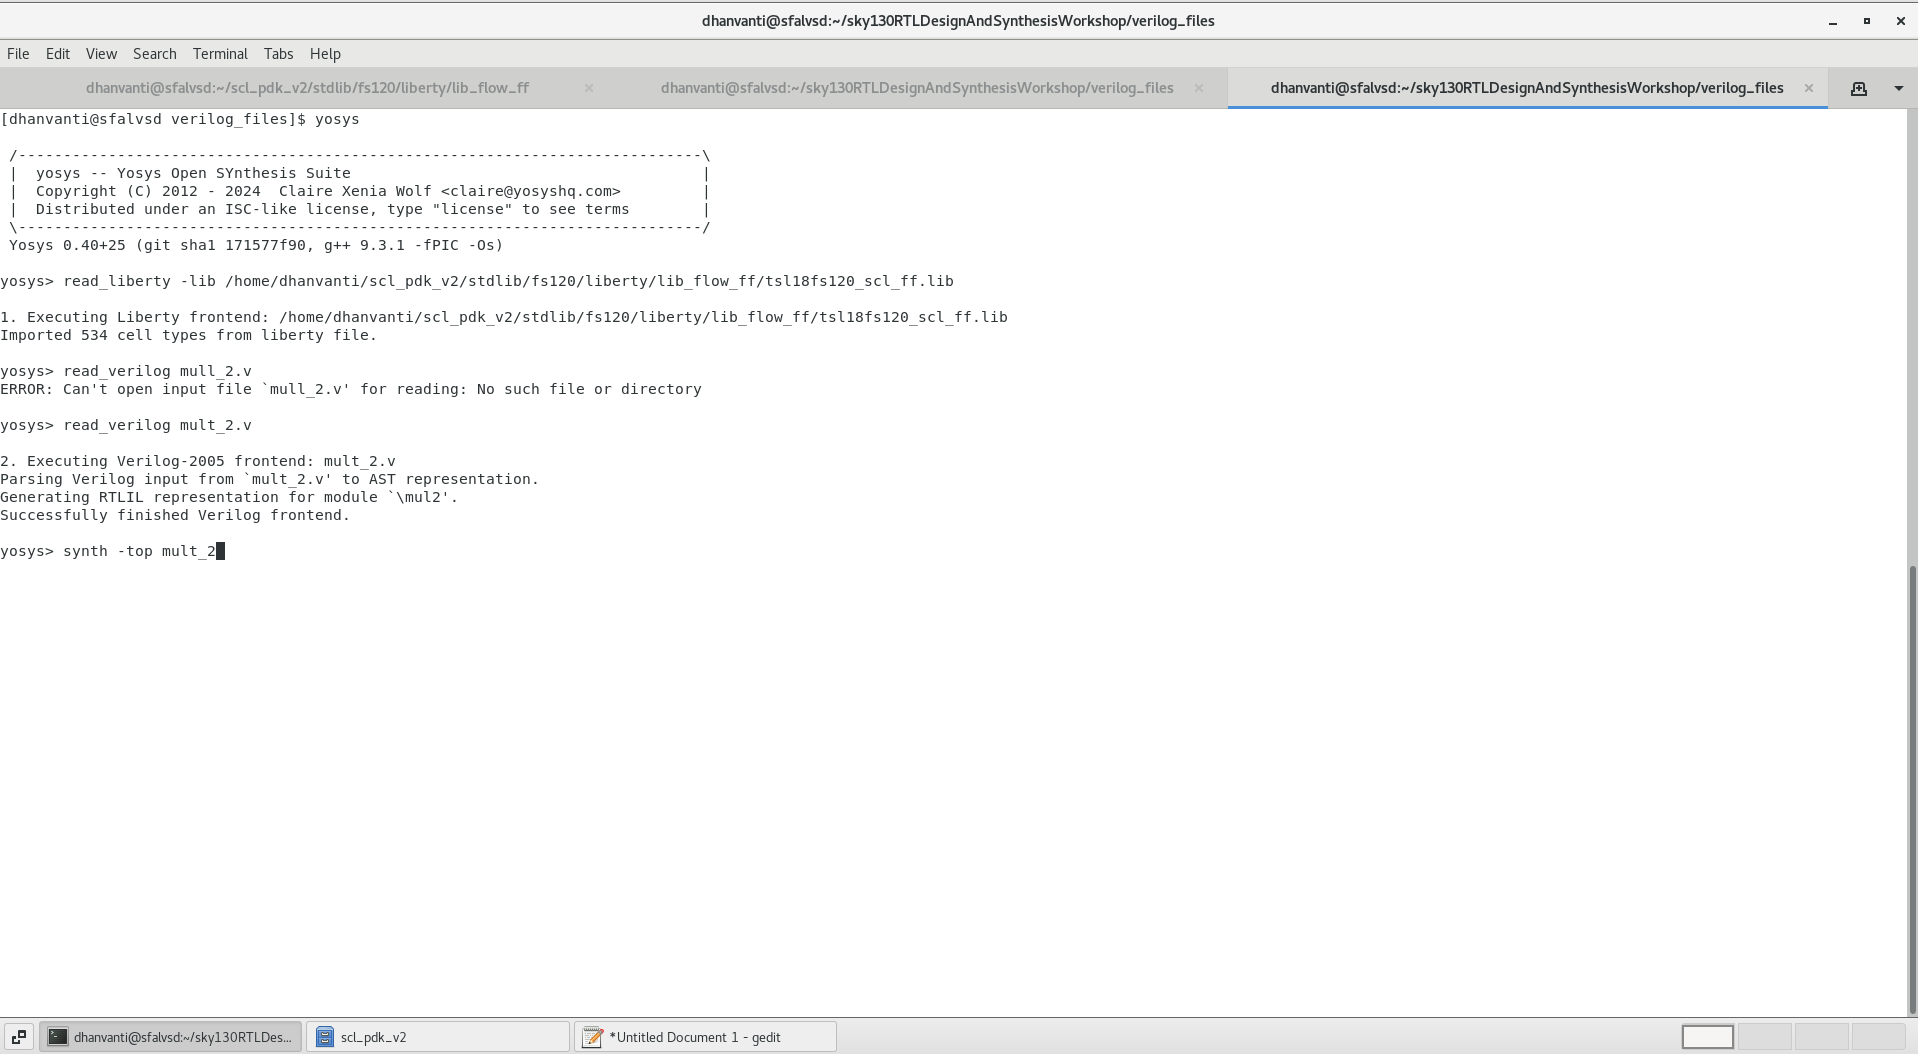 dhanvanti@sfalvsd:~/sky130RTLDesignAndSynthesisWorkshop/verilog_files
File Edit View Search Terminal Tabs Help
dhanvanti@sfalvsd:~/scl_pdk_v2/stdlib/fs120/liberty/lib_flow_ff × dhanvanti@sfalvsd:~/sky130RTLDesignAndSynthesisWorkshop/verilog_files × dhanvanti@sfalvsd:~/sky130RTLDesignAndSynthesisWorkshop/verilog_files ×
[dhanvanti@sfalvsd verilog_files]$ yosys
/----------------------------------------------------------------------------\
| yosys -- Yosys Open SYnthesis Suite |
| Copyright (C) 2012 - 2024 Claire Xenia Wolf <claire@yosyshq.com> |
| Distributed under an ISC-like license, type "license" to see terms |
\----------------------------------------------------------------------------/
Yosys 0.40+25 (git sha1 171577f90, g++ 9.3.1 -fPIC -Os)
yosys> read_liberty -lib /home/dhanvanti/scl_pdk_v2/stdlib/fs120/liberty/lib_flow_ff/tsl18fs120_scl_ff.lib
1. Executing Liberty frontend: /home/dhanvanti/scl_pdk_v2/stdlib/fs120/liberty/lib_flow_ff/tsl18fs120_scl_ff.lib
Imported 534 cell types from liberty file.
yosys> read_verilog mull_2.v
ERROR: Can't open input file `mull_2.v' for reading: No such file or directory
yosys> read_verilog mult_2.v
2. Executing Verilog-2005 frontend: mult_2.v
Parsing Verilog input from `mult_2.v' to AST representation.
Generating RTLIL representation for module `\mul2'.
Successfully finished Verilog frontend.
yosys> synth -top mult_2
dhanvanti@sfalvsd:~/sky130RTLDes... scl_pdk_v2 *Untitled Document 1 - gedit